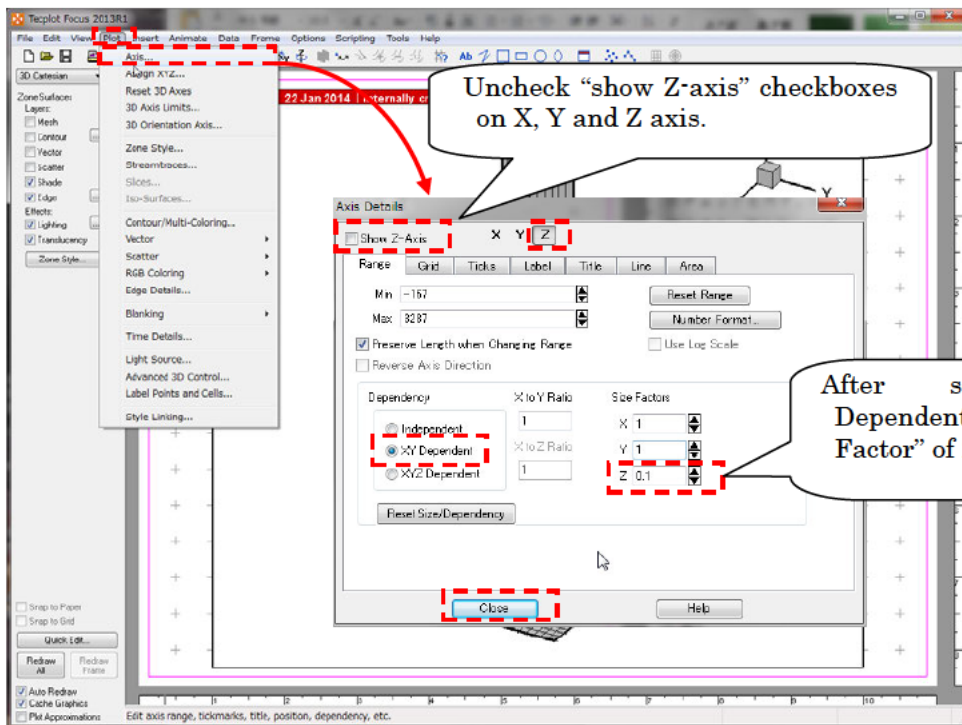 Tecplot Focus 2013R1
File Edit View Plot Insert Animate Data Frame Options Scripting Tools Help
3D Cartesian
Zone Surfaces:
Layers:
Mesh
Contour
Vector
Scatter
Shade
Edge
Effects:
Lighting
Translucency
Zone Style...
Axis...
Align XYZ...
Reset 3D Axes
3D Axis Limits...
3D Orientation Axis...
Zone Style...
Streamtraces...
Slices...
Iso-Surfaces...
Contour/Multi-Coloring...
Vector
Scatter
RGB Coloring
Edge Details...
Blanking
Time Details...
Light Source...
Advanced 3D Control...
Label Points and Cells...
Style Linking...
22 Jan 2014 | Internally
Uncheck “show Z-axis” checkboxes
on X, Y and Z axis.
Y
Axis Details
Show Z-Axis X Y Z
Range Grid Ticks Label Title Line Area
Min -157 Reset Range
Max 8287 Number Format...
Preserve Length when Changing Range Use Log Scale
Reverse Axis Direction
Dependency X to Y Ratio Size Factors
Independent 1 X 1
XY Dependent X to Z Ratio Y 1
XYZ Dependent 1 Z 0.1
Reset Size/Dependency
Close Help
After s
Dependent
Factor” of
Snap to Paper
Snap to Grid
Quick Edit...
Redraw All Redraw Frame
Auto Redraw
Cache Graphics
Plot Approximations
Edit axis range, tickmarks, title, position, dependency, etc.